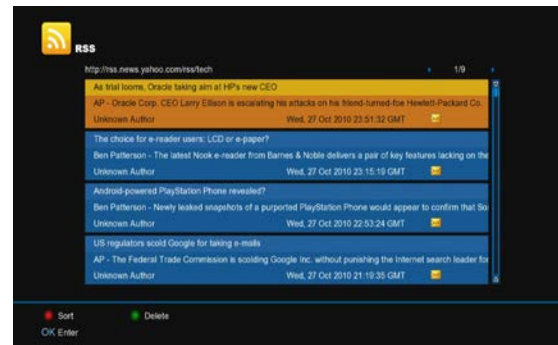 RSS
http://rss.news.yahoo.com/rss/tech 1/9
As trial looms, Oracle taking aim at HP's new CEO
AP - Oracle Corp. CEO Larry Ellison is escalating his attacks on his friend-turned-foe Hewlett-Packard Co.
Unknown Author Wed, 27 Oct 2010 23:51:32 GMT
The choice for e-reader users: LCD or e-paper?
Ben Patterson - The latest Nook e-reader from Barnes & Noble delivers a pair of key features lacking on the
Unknown Author Wed, 27 Oct 2010 23:15:19 GMT
Android-powered PlayStation Phone revealed?
Ben Patterson - Newly leaked snapshots of a purported PlayStation Phone would appear to confirm that So
Unknown Author Wed, 27 Oct 2010 22:53:24 GMT
US regulators scold Google for taking e-mails
AP - The Federal Trade Commission is scolding Google Inc. without punishing the Internet search leader for
Unknown Author Wed, 27 Oct 2010 21:19:35 GMT
Sort Delete
OK Enter